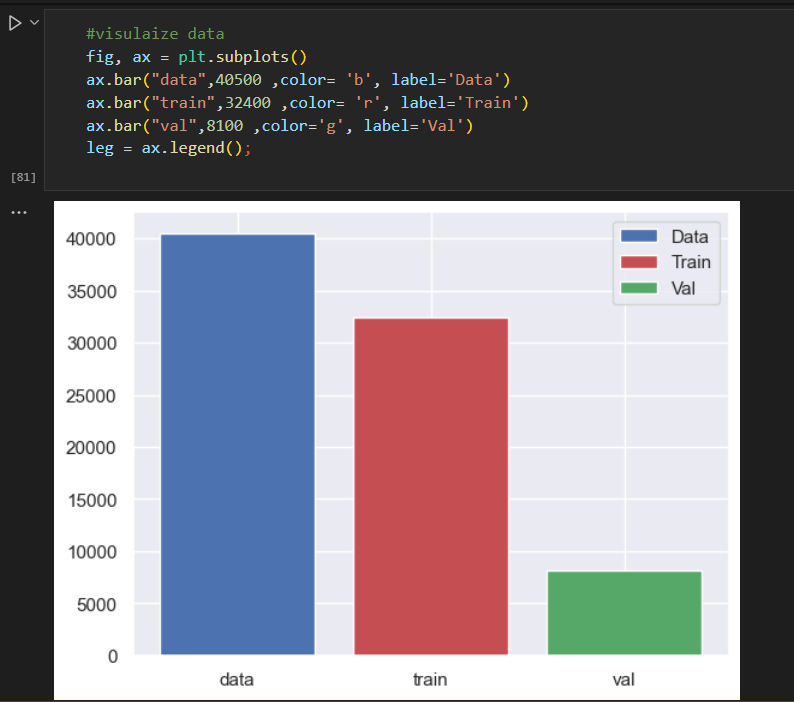 #visulaize data
fig, ax = plt.subplots()
ax.bar("data",40500 ,color= 'b', label='Data')
ax.bar("train",32400 ,color= 'r', label='Train')
ax.bar("val",8100 ,color='g', label='Val')
leg = ax.legend();
[81]
...
40000
35000
30000
25000
20000
15000
10000
5000
0
Data
Train
Val
data train val